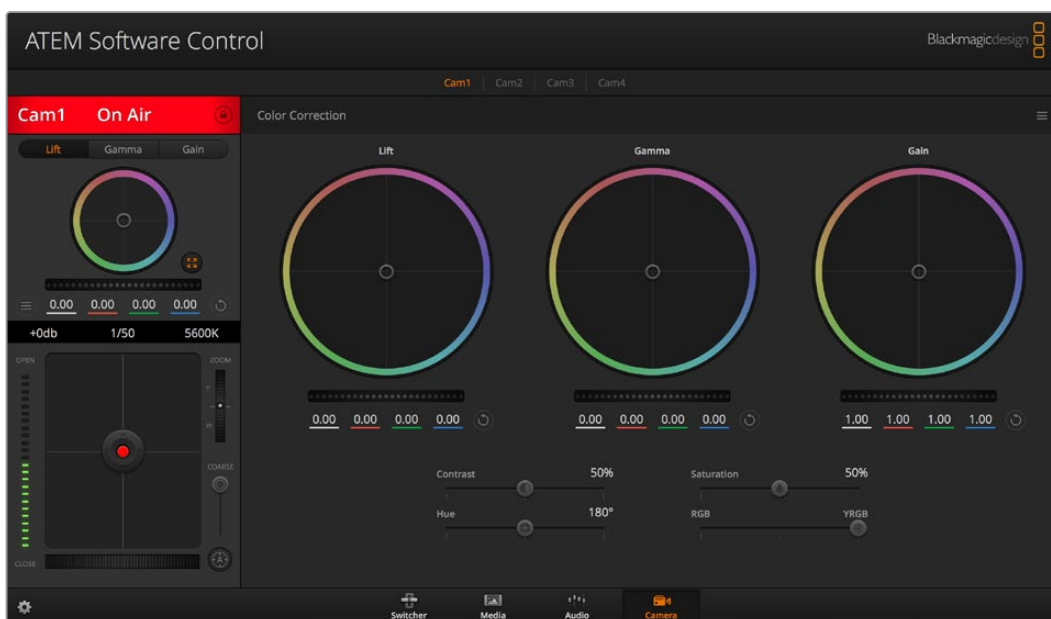 ATEM Software Control
Blackmagicdesign
Cam1 Cam2 Cam3 Cam4
Cam1 On Air
Color Correction
Lift Gamma Gain
Lift Gamma Gain
0.00 0.00 0.00 0.00
+0db 1/50 5600K
OPEN ZOOM
T
W
COARSE
A
CLOSE
0.00 0.00 0.00 0.00
0.00 0.00 0.00 0.00
1.00 1.00 1.00 1.00
Contrast 50%
Saturation 50%
Hue 180°
RGB YRGB
Switcher Media Audio Camera